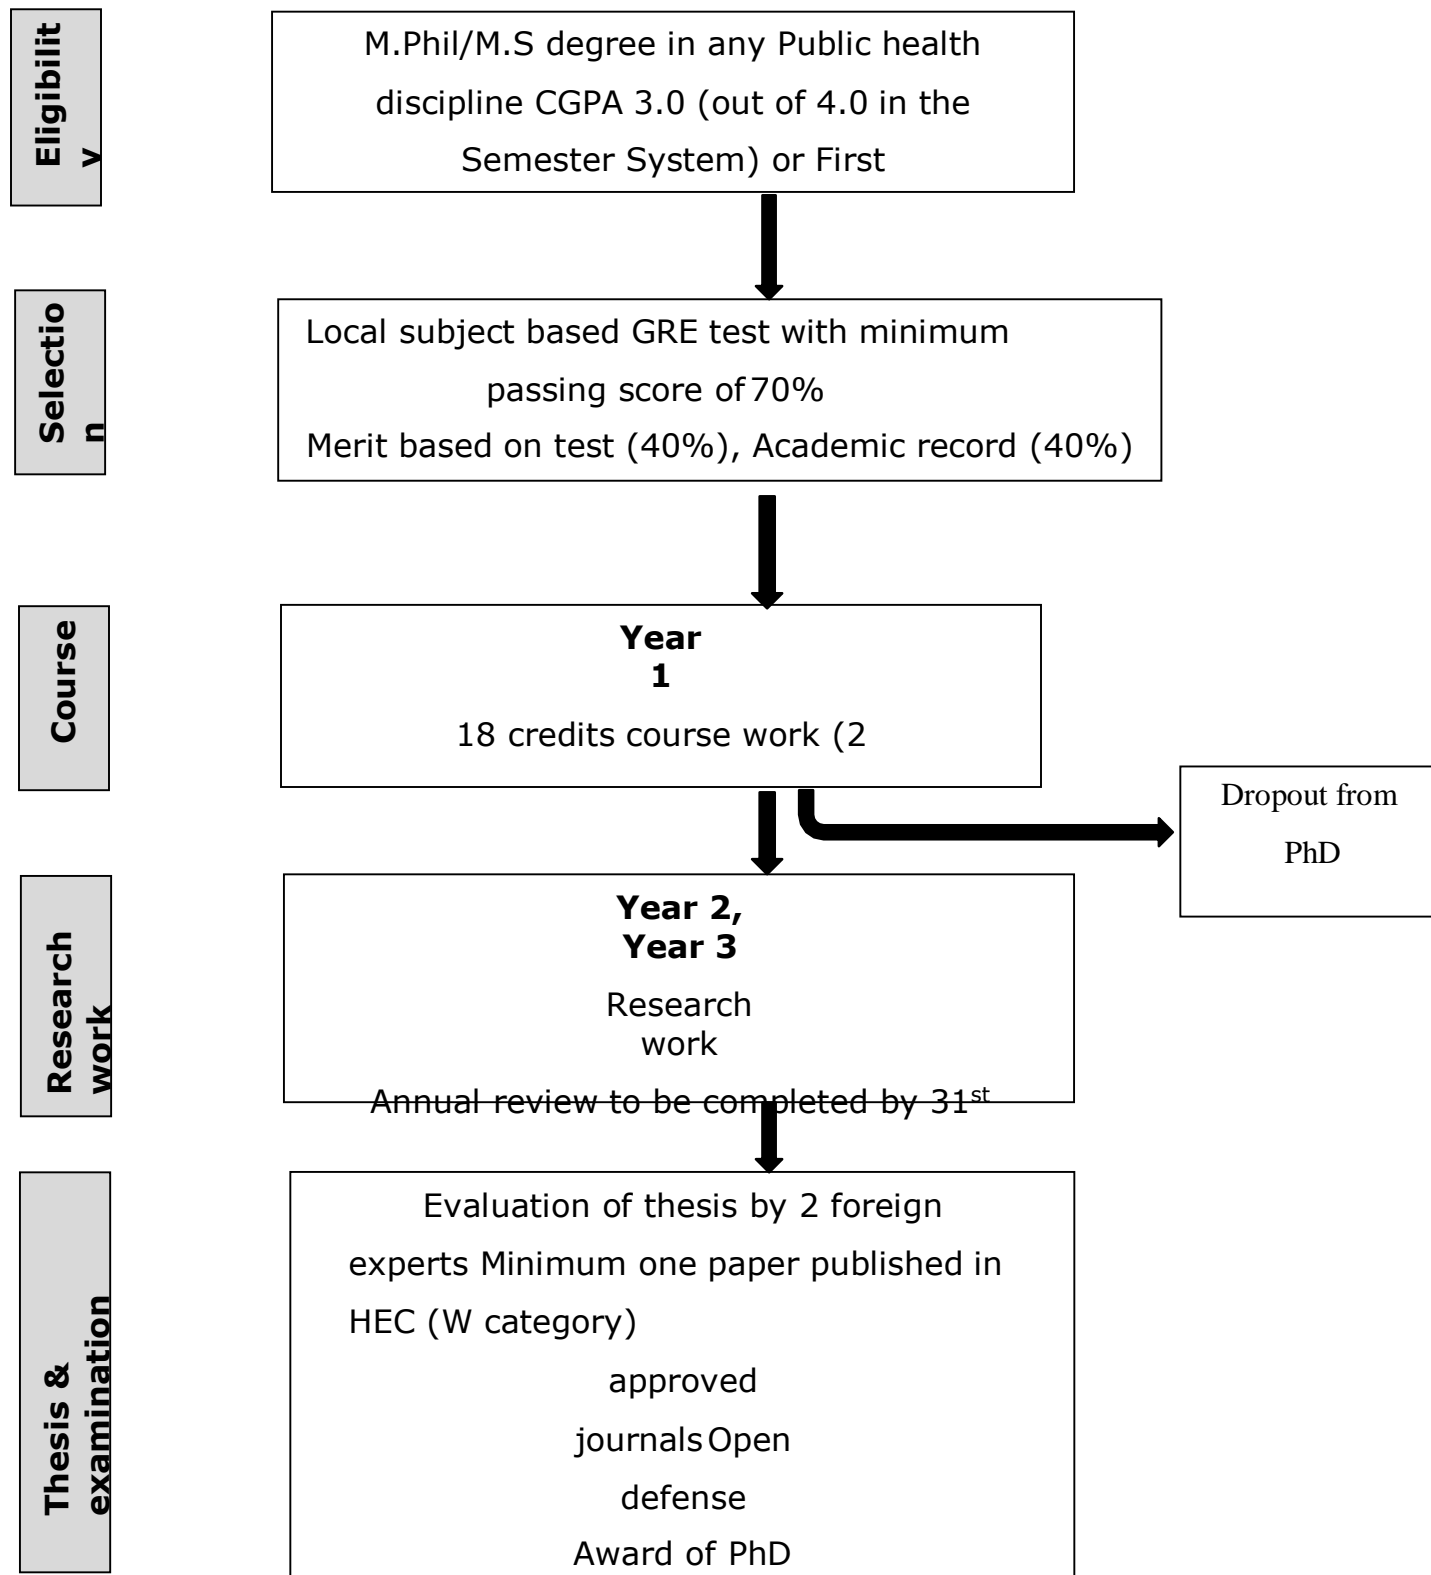 Eligibilit
y
M.Phil/M.S degree in any Public health
discipline CGPA 3.0 (out of 4.0 in the
Semester System) or First
Selectio
n
Local subject based GRE test with minimum
passing score of 70%
Merit based on test (40%), Academic record (40%)
Course
Year
1
18 credits course work (2
Dropout from
PhD
Research
work
Year 2,
Year 3
Research
work
Annual review to be completed by 31st
Thesis &
examination
Evaluation of thesis by 2 foreign
experts Minimum one paper published in
HEC (W category)
approved
journals Open
defense
Award of PhD